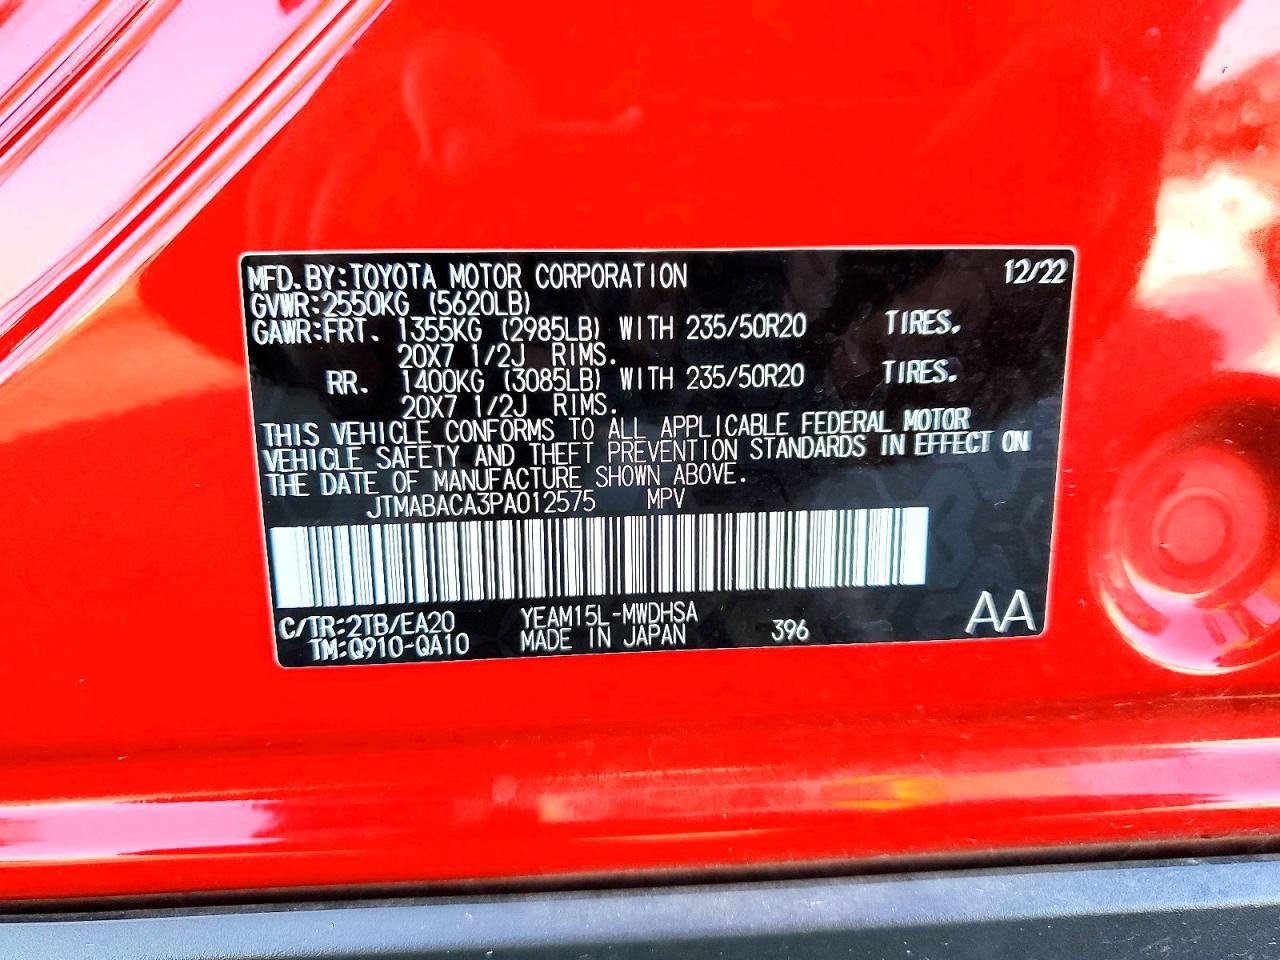 MFD.BY:TOYOTA MOTOR CORPORATION 12/22
GVWR:2550KG (5620LB)
GAWR:FRT. 1355KG (2985LB) WITH 235/50R20 TIRES.
20X7 1/2J RIMS.
RR. 1400KG (3085LB) WITH 235/50R20 TIRES.
20X7 1/2J RIMS.
THIS VEHICLE CONFORMS TO ALL APPLICABLE FEDERAL MOTOR
VEHICLE SAFETY AND THEFT PREVENTION STANDARDS IN EFFECT ON
THE DATE OF MANUFACTURE SHOWN ABOVE.
JTMABACA3PA012575 MPV
C/TR:2TB/EA20 YEAM15L-MWDHSA
TM:Q910-QA10 MADE IN JAPAN 396 AA